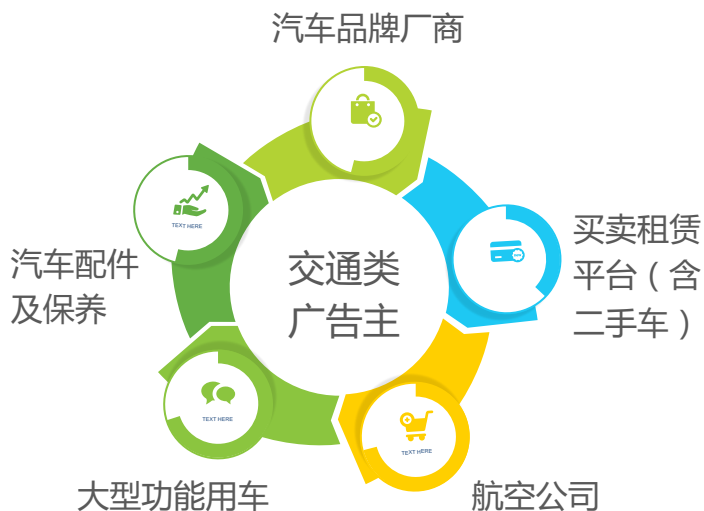 汽车品牌厂商
买卖租赁
平台（含
二手车）
航空公司
大型功能用车
汽车配件
及保养
交通类
广告主
TEXT HERE
TEXT HERE
TEXT HERE